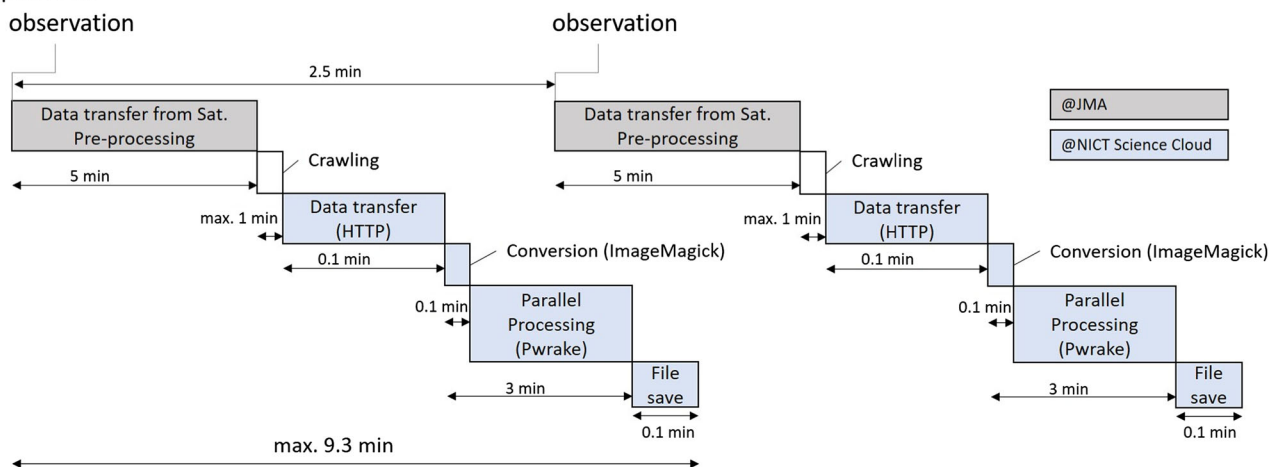 observation
observation
2.5 min
Data transfer from Sat.
Pre-processing
Data transfer from Sat.
Pre-processing
@JMA
@NICT Science Cloud
Crawling
Crawling
5 min
5 min
Data transfer
(HTTP)
Data transfer
(HTTP)
max. 1 min
max. 1 min
Conversion (ImageMagick)
Conversion (ImageMagick)
0.1 min
0.1 min
0.1 min
0.1 min
Parallel
Processing
(Pwrake)
Parallel
Processing
(Pwrake)
File
save
File
save
3 min
3 min
0.1 min
0.1 min
max. 9.3 min